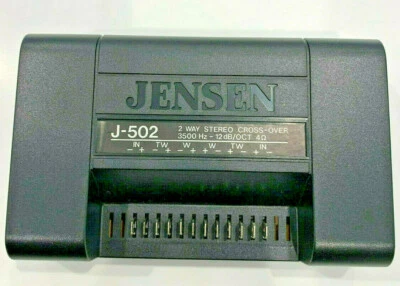 JENSEN
J-502
2 WAY STEREO CROSS-OVER
3500 Hz - 12dB/OCT 4Ω
IN TW W W TW IN
- + - + - + - + - + - +